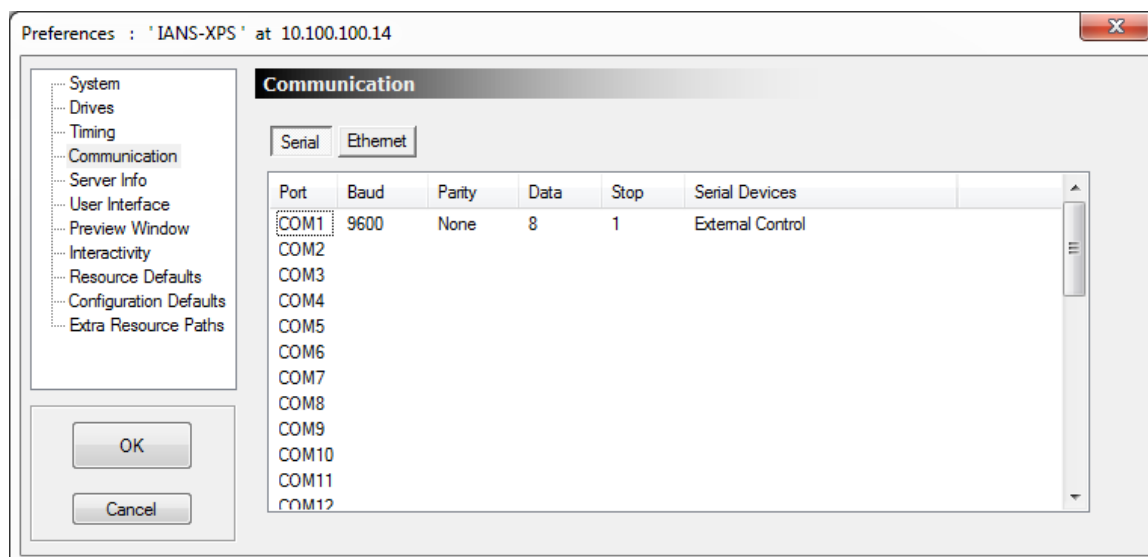 Preferences : 'IANS-XPS' at 10.100.100.14
System
Drives
Timing
Communication
Server Info
User Interface
Preview Window
Interactivity
Resource Defaults
Configuration Defaults
Extra Resource Paths
OK
Cancel
Communication
Serial Ethernet
Port Baud Parity Data Stop Serial Devices
COM1 9600 None 8 1 External Control
COM2
COM3
COM4
COM5
COM6
COM7
COM8
COM9
COM10
COM11
COM12